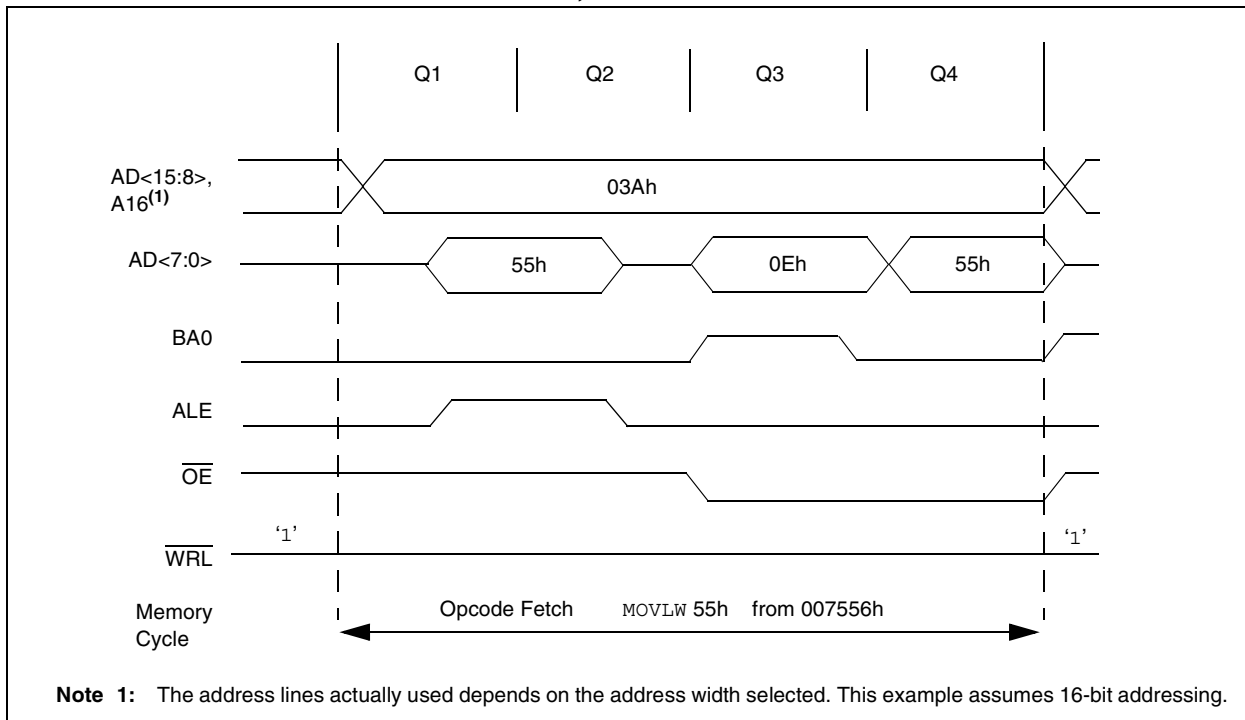 Q1 Q2 Q3 Q4
AD<15:8>,
A16(1)
03Ah
AD<7:0>
55h 0Eh 55h
BA0
ALE
OE
‘1’ ‘1’
WRL
Memory
Cycle
Opcode Fetch MOVLW 55h from 007556h
Note 1: The address lines actually used depends on the address width selected. This example assumes 16-bit addressing.